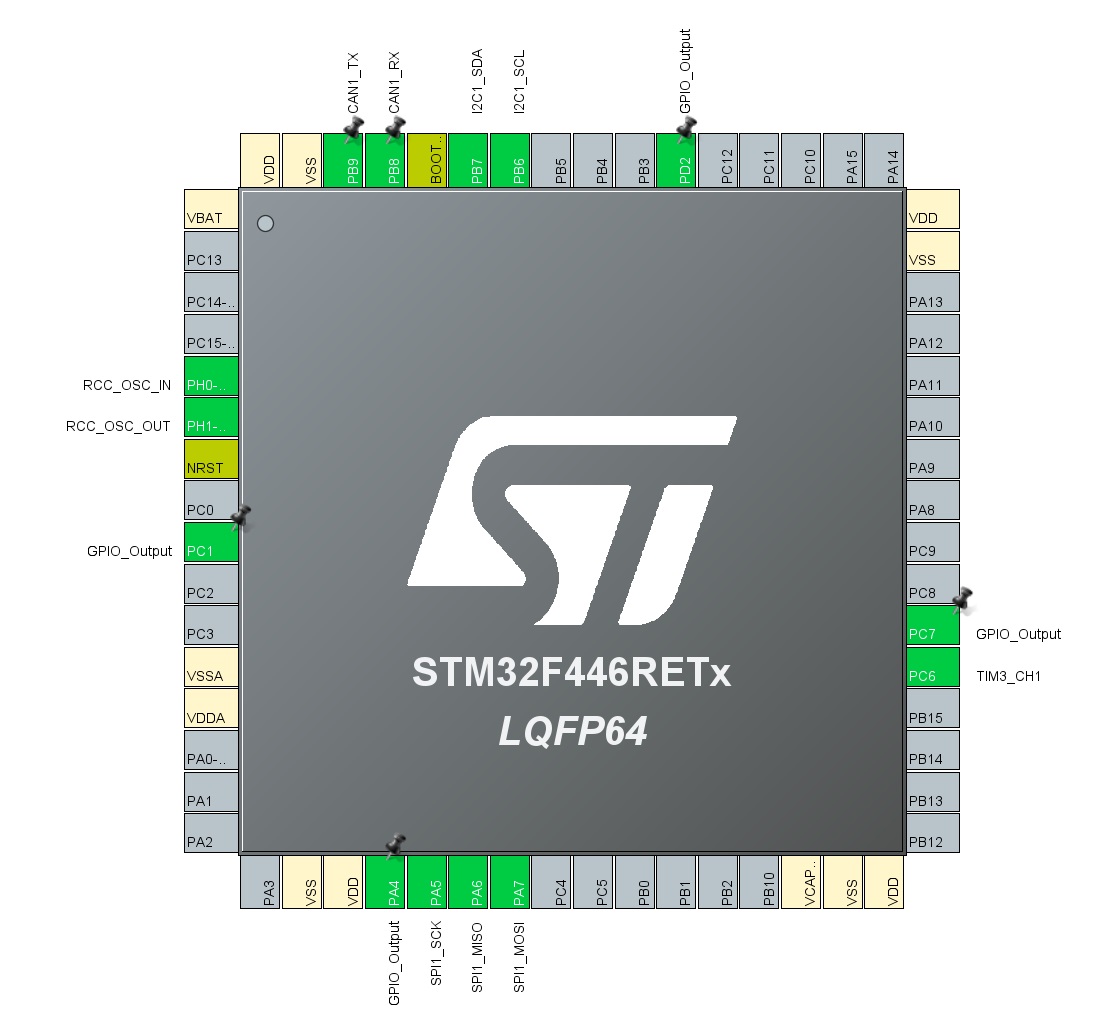 CAN1_TX
CAN1_RX
I2C1_SDA
I2C1_SCL
GPIO_Output
VDD
VSS
PB9
PB8
BOOT..
PB7
PB6
PB5
PB4
PB3
PD2
PC12
PC11
PC10
PA15
PA14
VBAT
PC13
PC14-..
PC15-..
RCC_OSC_IN
PH0-..
RCC_OSC_OUT
PH1-..
NRST
PC0
GPIO_Output
PC1
PC2
PC3
VSSA
VDDA
PA0-..
PA1
PA2
ST
STM32F446RETx
LQFP64
VDD
VSS
PA13
PA12
PA11
PA10
PA9
PA8
PC9
PC8
PC7
GPIO_Output
PC6
TIM3_CH1
PB15
PB14
PB13
PB12
PA3
VSS
VDD
PA4
PA5
PA6
PA7
PC4
PC5
PB0
PB1
PB2
PB10
VCAP..
VSS
VDD
GPIO_Output
SPI1_SCK
SPI1_MISO
SPI1_MOSI